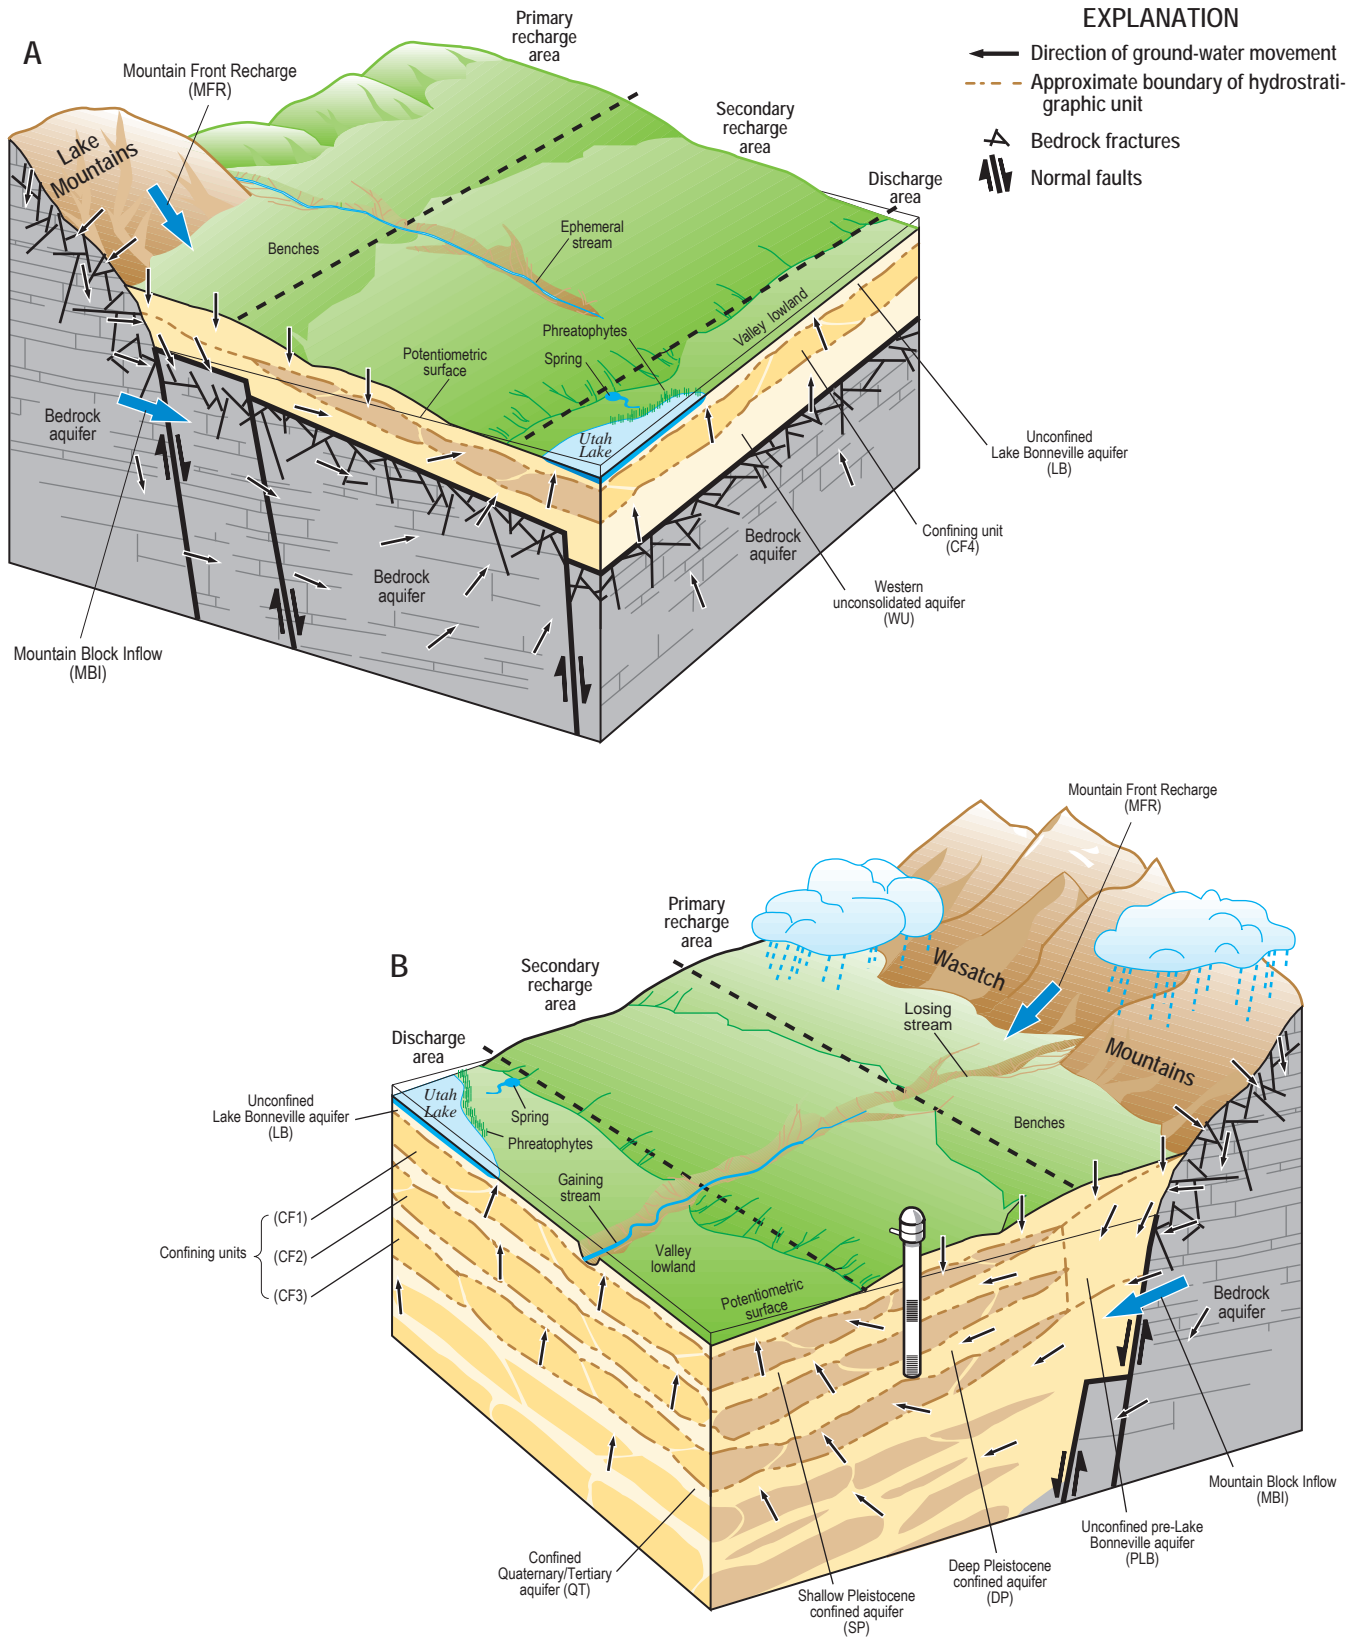 EXPLANATION
Direction of ground-water movement
Approximate boundary of hydrostrati-
graphic unit
Bedrock fractures
Normal faults
A
Primary
recharge
area
Mountain Front Recharge
(MFR)
Secondary
recharge
area
Discharge
area
Lake
Mountains
Benches
Ephemeral
stream
Phreatophytes
Spring
Valley lowland
Potentiometric
surface
Utah
Lake
Bedrock
aquifer
Bedrock
aquifer
Bedrock
aquifer
Unconfined
Lake Bonneville aquifer
(LB)
Confining unit
(CF4)
Western
unconsolidated aquifer
(WU)
Mountain Block Inflow
(MBI)
B
Mountain Front Recharge
(MFR)
Primary
recharge
area
Secondary
recharge
area
Discharge
area
Wasatch
Mountains
Losing
stream
Benches
Utah
Lake
Spring
Phreatophytes
Gaining
stream
Valley
lowland
Potentiometric
surface
Unconfined
Lake Bonneville aquifer
(LB)
Confining units
(CF1)
(CF2)
(CF3)
Bedrock
aquifer
Mountain Block Inflow
(MBI)
Unconfined pre-Lake
Bonneville aquifer
(PLB)
Deep Pleistocene
confined aquifer
(DP)
Shallow Pleistocene
confined aquifer
(SP)
Confined
Quaternary/Tertiary
aquifer (QT)